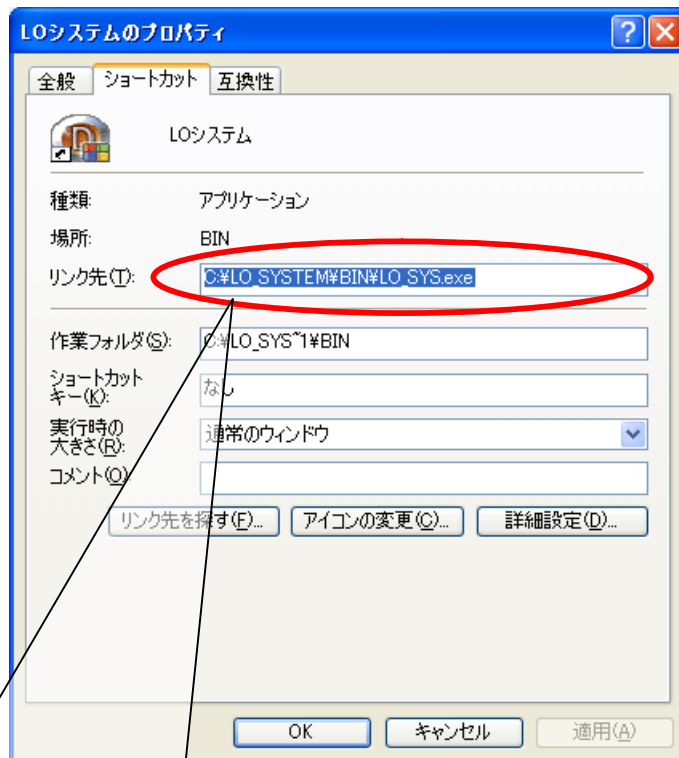 LOシステムのプロパティ
全般 ショートカット 互換性
LOシステム
種類: アプリケーション
場所: BIN
リンク先(T): C:¥LO_SYSTEM¥BIN¥LO_SYS.exe
作業フォルダ(S): C:¥LO_SYS~1¥BIN
ショートカット
キー(K): なし
実行時の
大きさ(R): 通常のウィンドウ
コメント(O):
リンク先を探す(F)... アイコンの変更(C)... 詳細設定(D)...
OK キャンセル 適用(A)